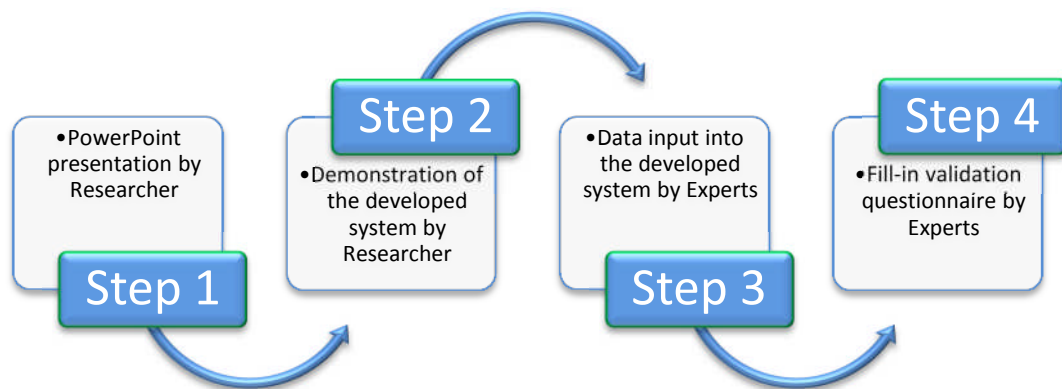 •PowerPoint
presentation by
Researcher
Step 1
Step 2
•Demonstration of
the developed
system by
Researcher
•Data input into
the developed
system by Experts
Step 3
Step 4
•Fill-in validation
questionnaire by
Experts